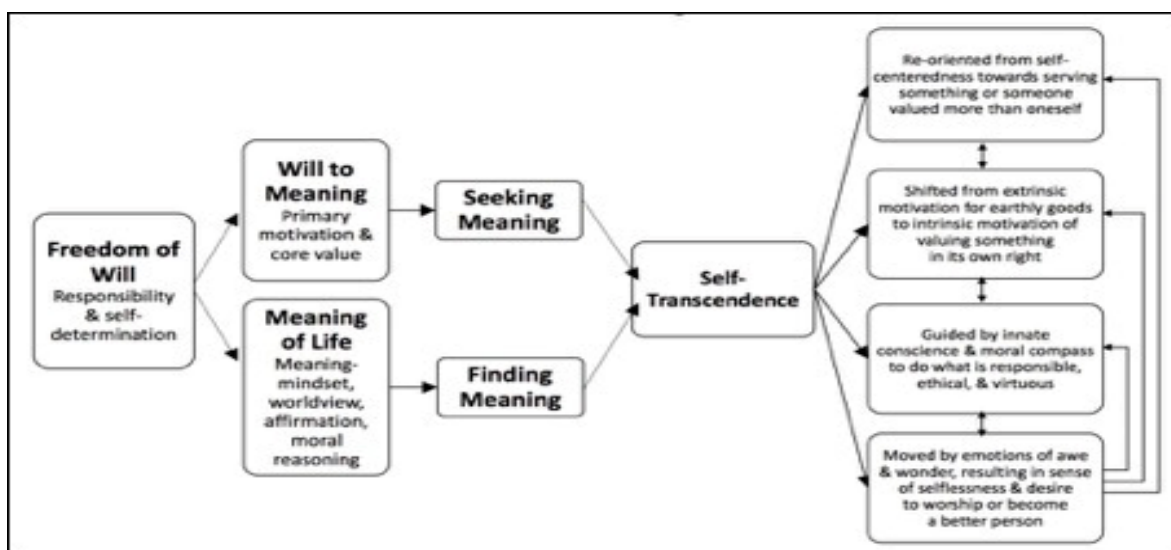 Freedom of
Will
Responsibility
& self-
determination
Will to
Meaning
Primary
motivation &
core value
Meaning
of Life
Meaning-
mindset,
worldview,
affirmation,
moral
reasoning
Seeking
Meaning
Finding
Meaning
Self-
Transcendence
Re-oriented from self-
centeredness towards serving
something or someone
valued more than oneself
Shifted from extrinsic
motivation for earthly goods
to intrinsic motivation of
valuing something
in its own right
Guided by innate
conscience & moral compass
to do what is responsible,
ethical, & virtuous
Moved by emotions of awe
& wonder, resulting in sense
of selflessness & desire
to worship or become
a better person